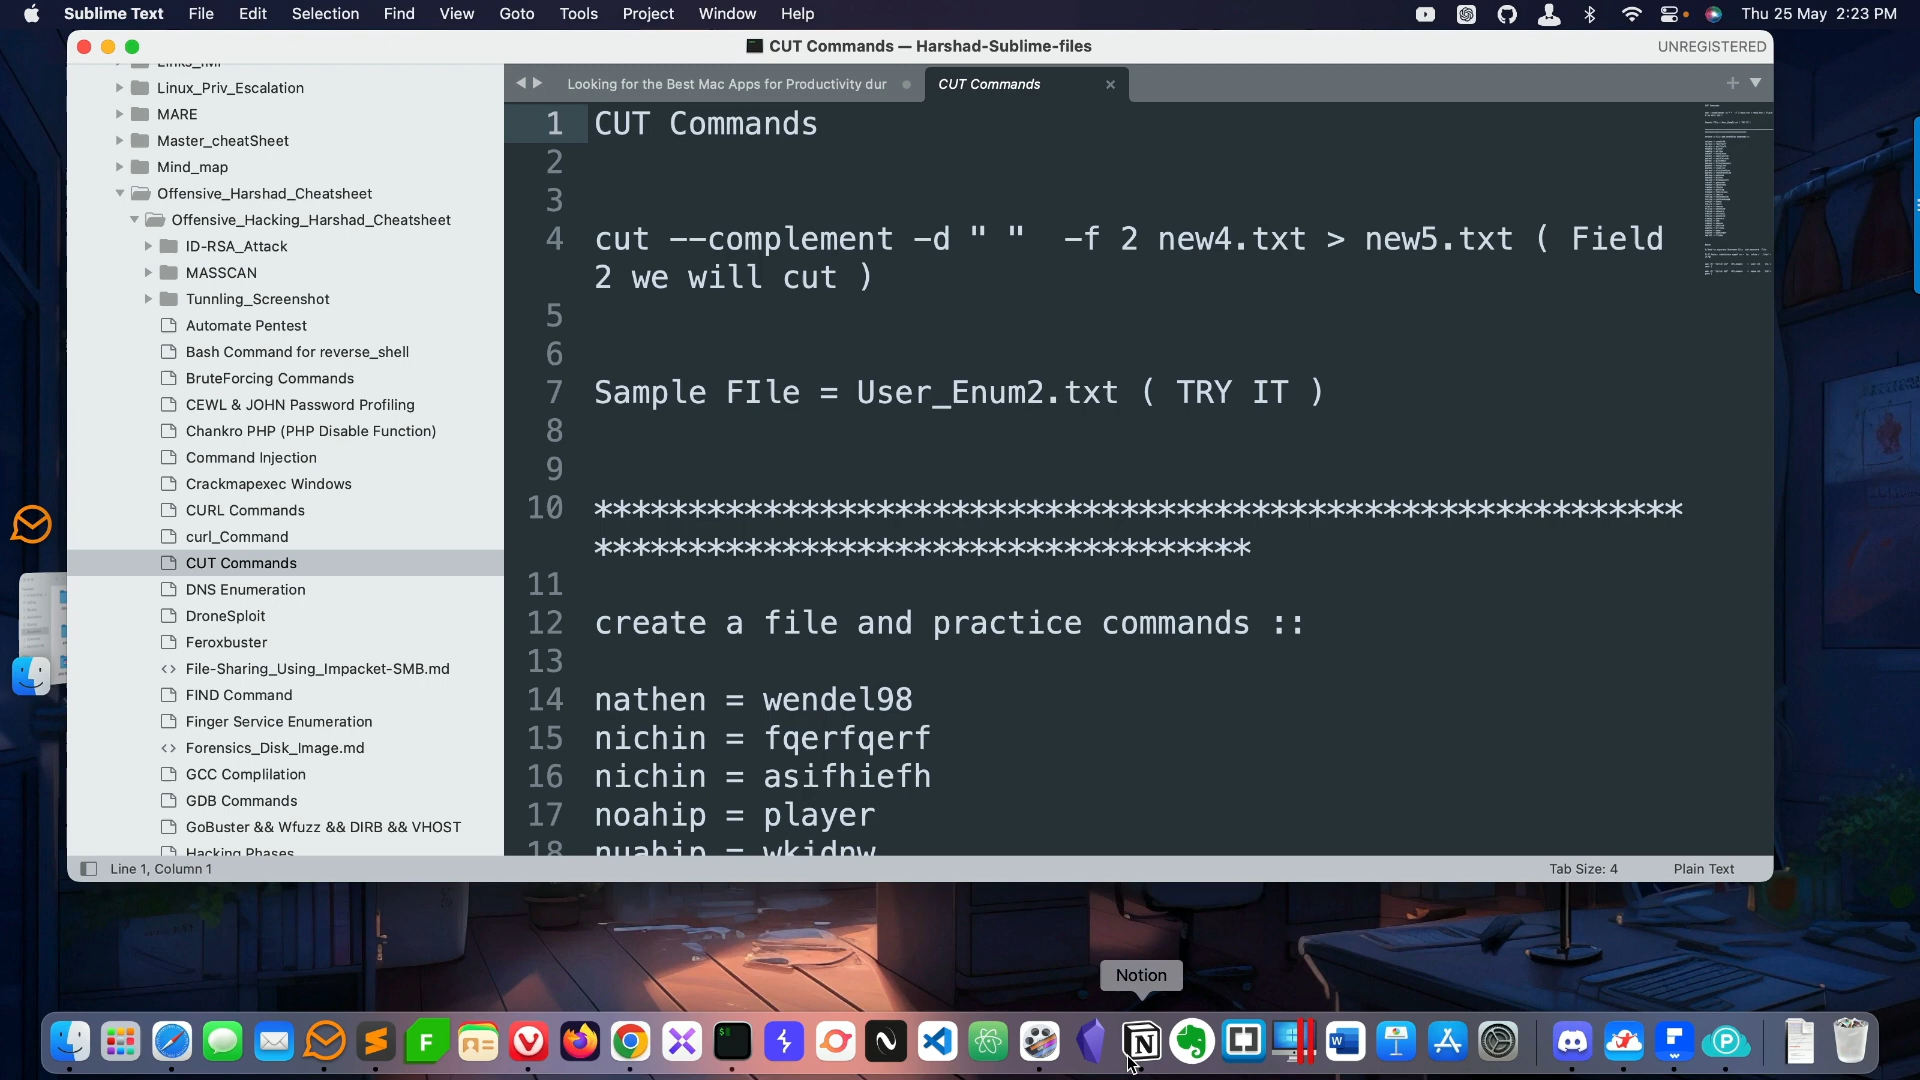 Sublime Text File Edit Selection Find View Goto Tools Project Window Help Thu 25 May 2:23 PM
CUT Commands — Harshad-Sublime-files UNREGISTERED
Looking for the Best Mac Apps for Productivity dur CUT Commands
Linux_Priv_Escalation
MARE
Master_cheatSheet
Mind_map
Offensive_Harshad_Cheatsheet
Offensive_Hacking_Harshad_Cheatsheet
ID-RSA_Attack
MASSCAN
Tunnling_Screenshot
Automate Pentest
Bash Command for reverse_shell
BruteForcing Commands
CEWL & JOHN Password Profiling
Chankro PHP (PHP Disable Function)
Command Injection
Crackmapexec Windows
CURL Commands
curl_Command
CUT Commands
DNS Enumeration
DroneSploit
Feroxbuster
<> File-Sharing_Using_Impacket-SMB.md
FIND Command
Finger Service Enumeration
<> Forensics_Disk_Image.md
GCC Complilation
GDB Commands
GoBuster && Wfuzz && DIRB && VHOST
Hacking Phases
1 CUT Commands
2
3
4 cut --complement -d " "  -f 2 new4.txt > new5.txt ( Field
2 we will cut )
5
6
7 Sample FIle = User_Enum2.txt ( TRY IT )
8
9
10 **********************************************************
***********************************
11
12 create a file and practice commands ::
13
14 nathen = wendel98
15 nichin = fqerfqerf
16 nichin = asifhiefh
17 noahip = player
18 nuahip = wkjdnw
Line 1, Column 1 Tab Size: 4 Plain Text
Notion